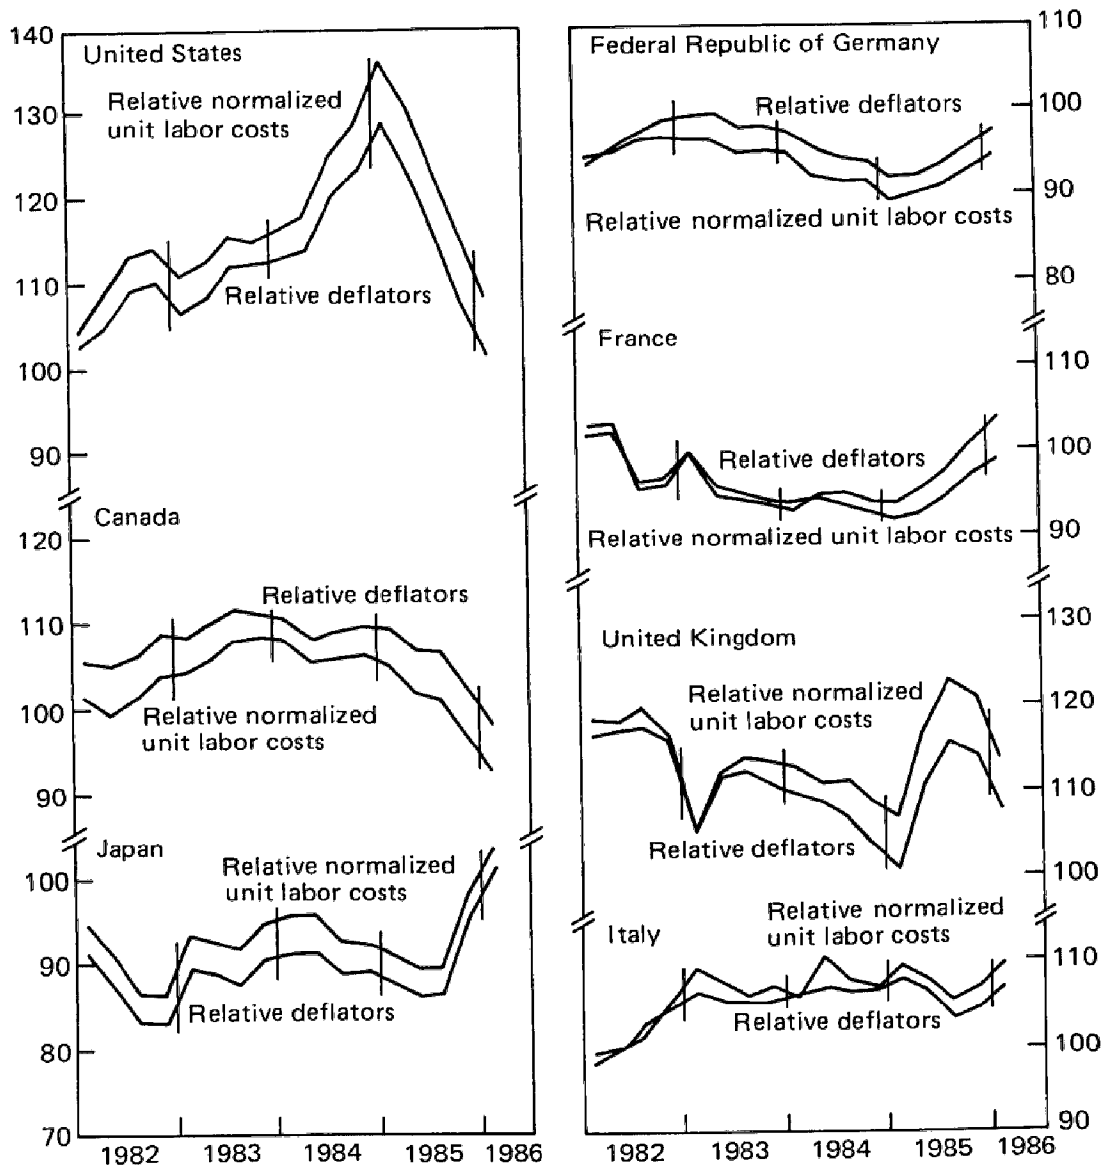 140
130
120
110
100
90
United States
Relative normalized
unit labor costs
Relative deflators
120
110
100
90
Canada
Relative deflators
Relative normalized
unit labor costs
100
90
80
70
Japan
Relative normalized
unit labor costs
Relative deflators
1982 1983 1984 1985 1986
110
100
90
80
Federal Republic of Germany
Relative deflators
Relative normalized unit labor costs
110
100
90
France
Relative deflators
Relative normalized unit labor costs
130
120
110
100
United Kingdom
Relative normalized
unit labor costs
Relative deflators
110
100
90
Italy
Relative normalized
unit labor costs
Relative deflators
1982 1983 1984 1985 1986